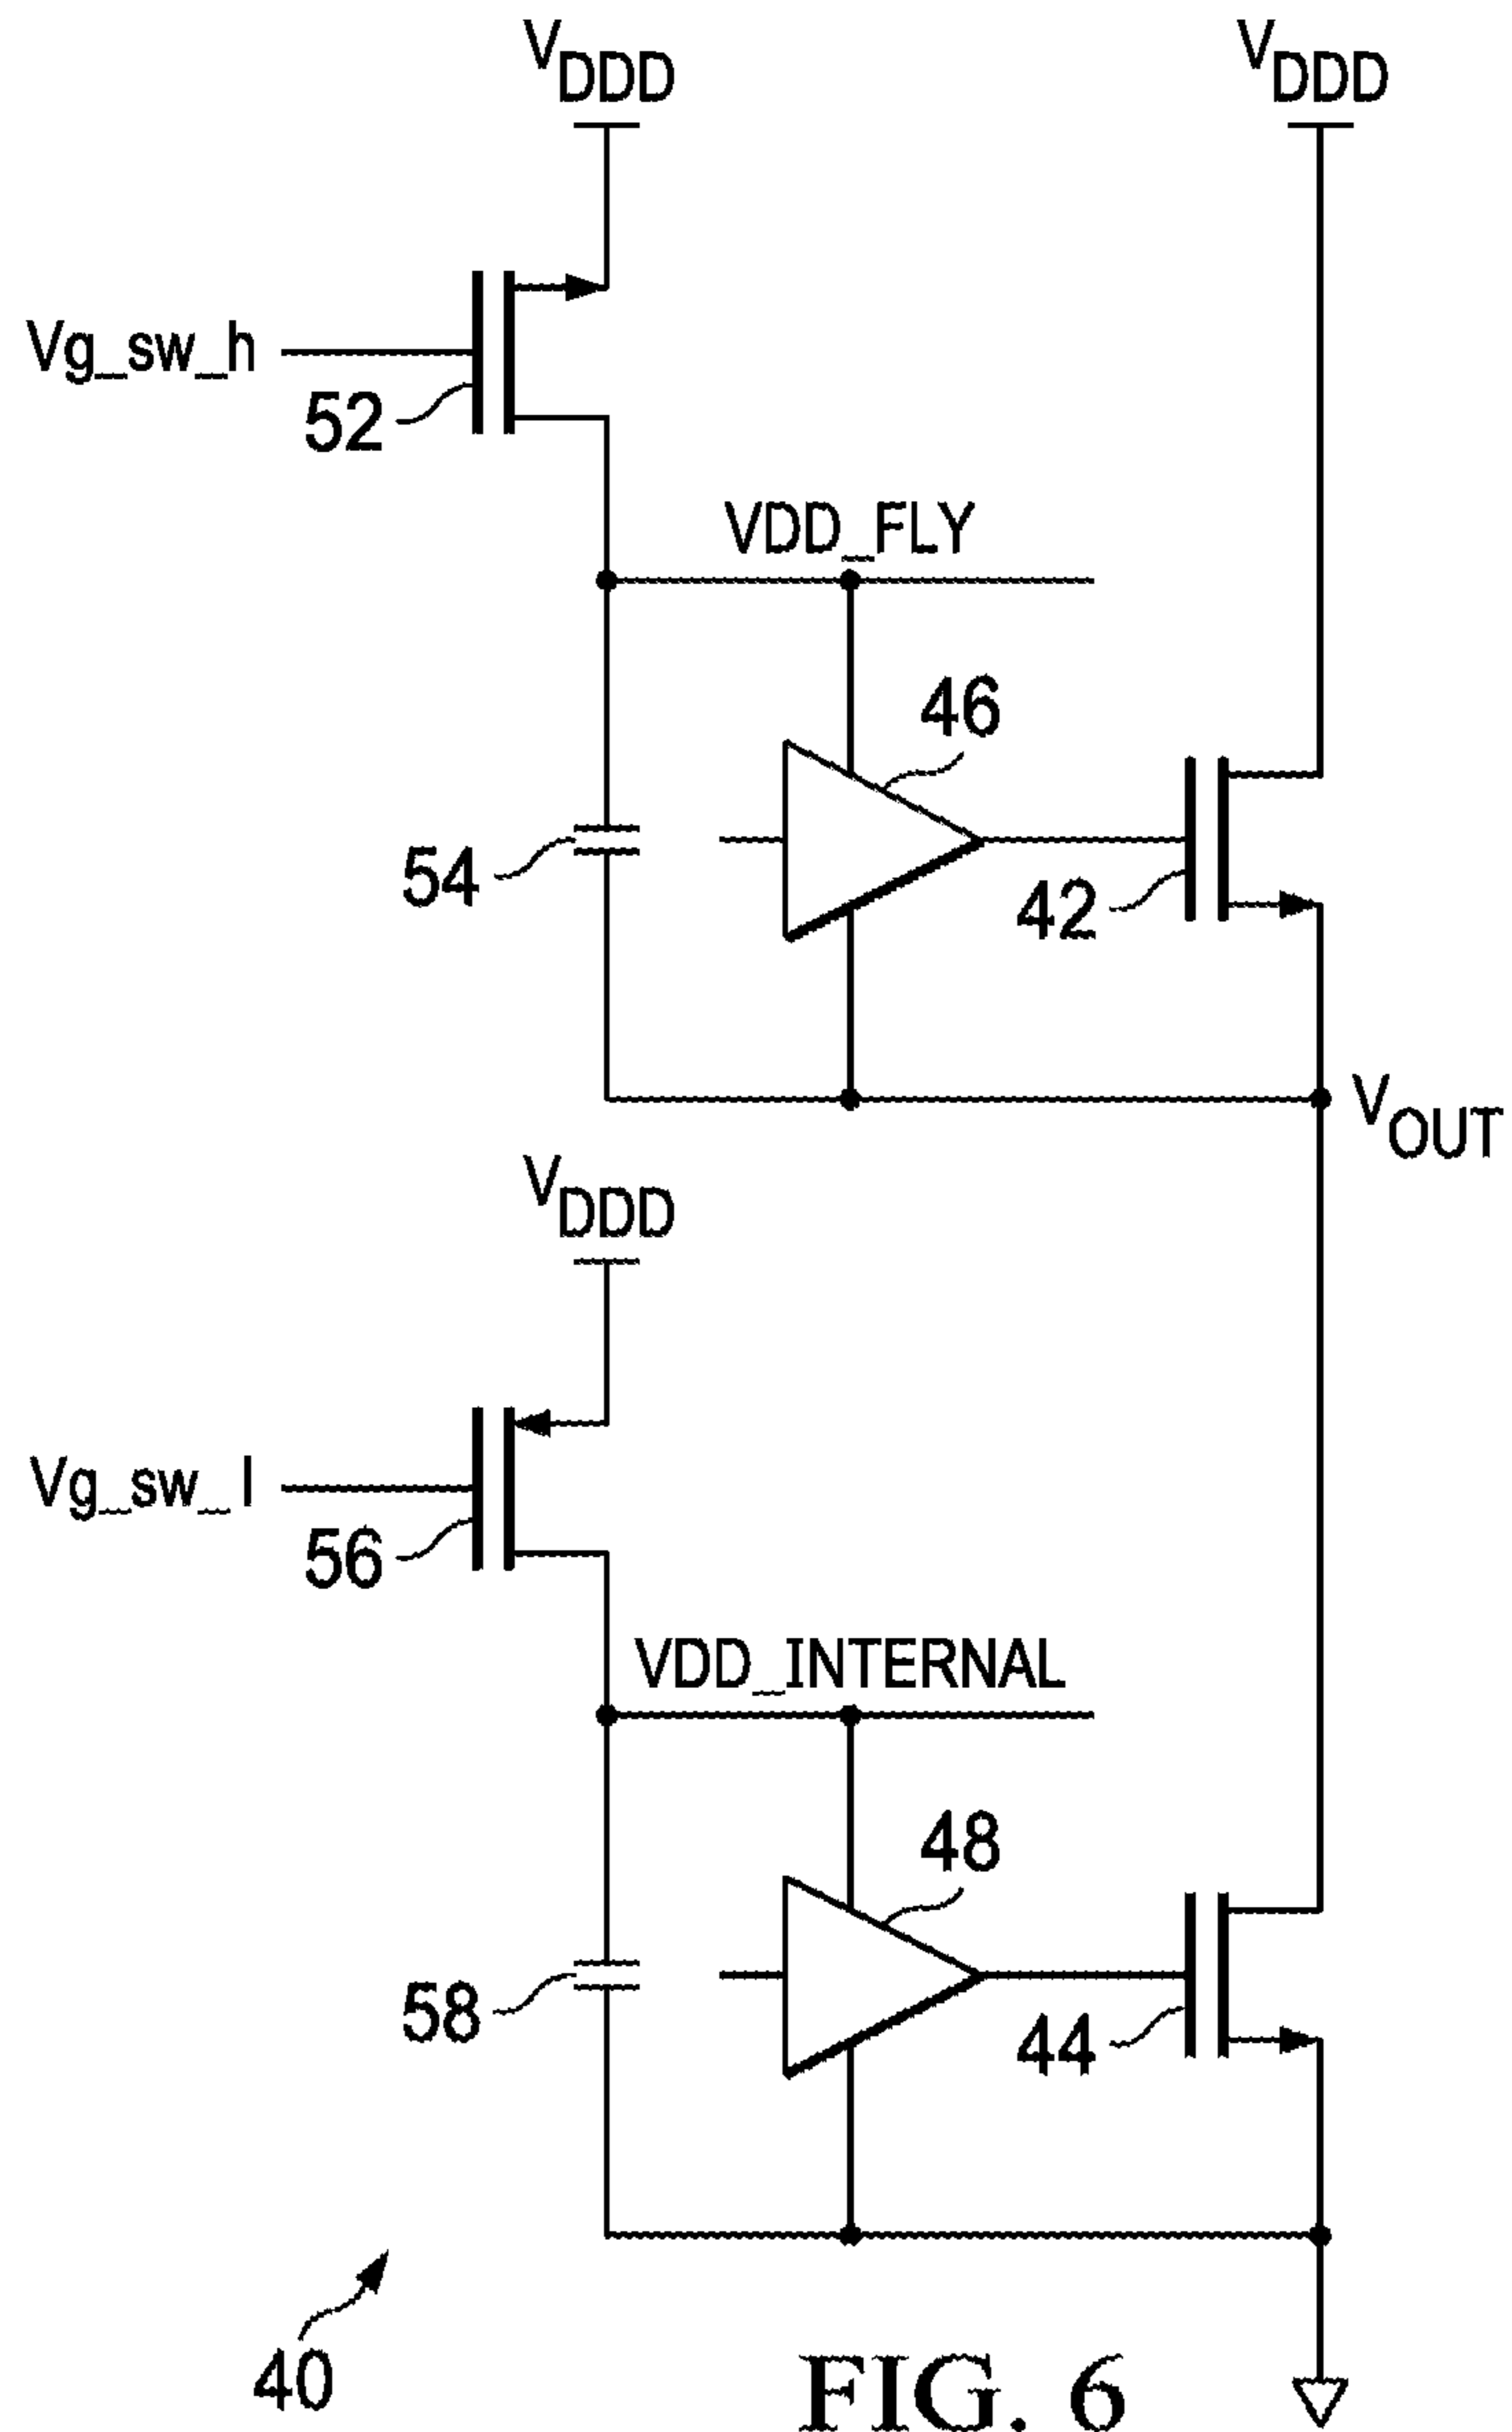 VDDD
VDDD
Vg_sw_h
52
VDD_FLY
46
54
42
VOUT
VDDD
Vg_sw_l
56
VDD_INTERNAL
48
58
44
40
FIG. 6